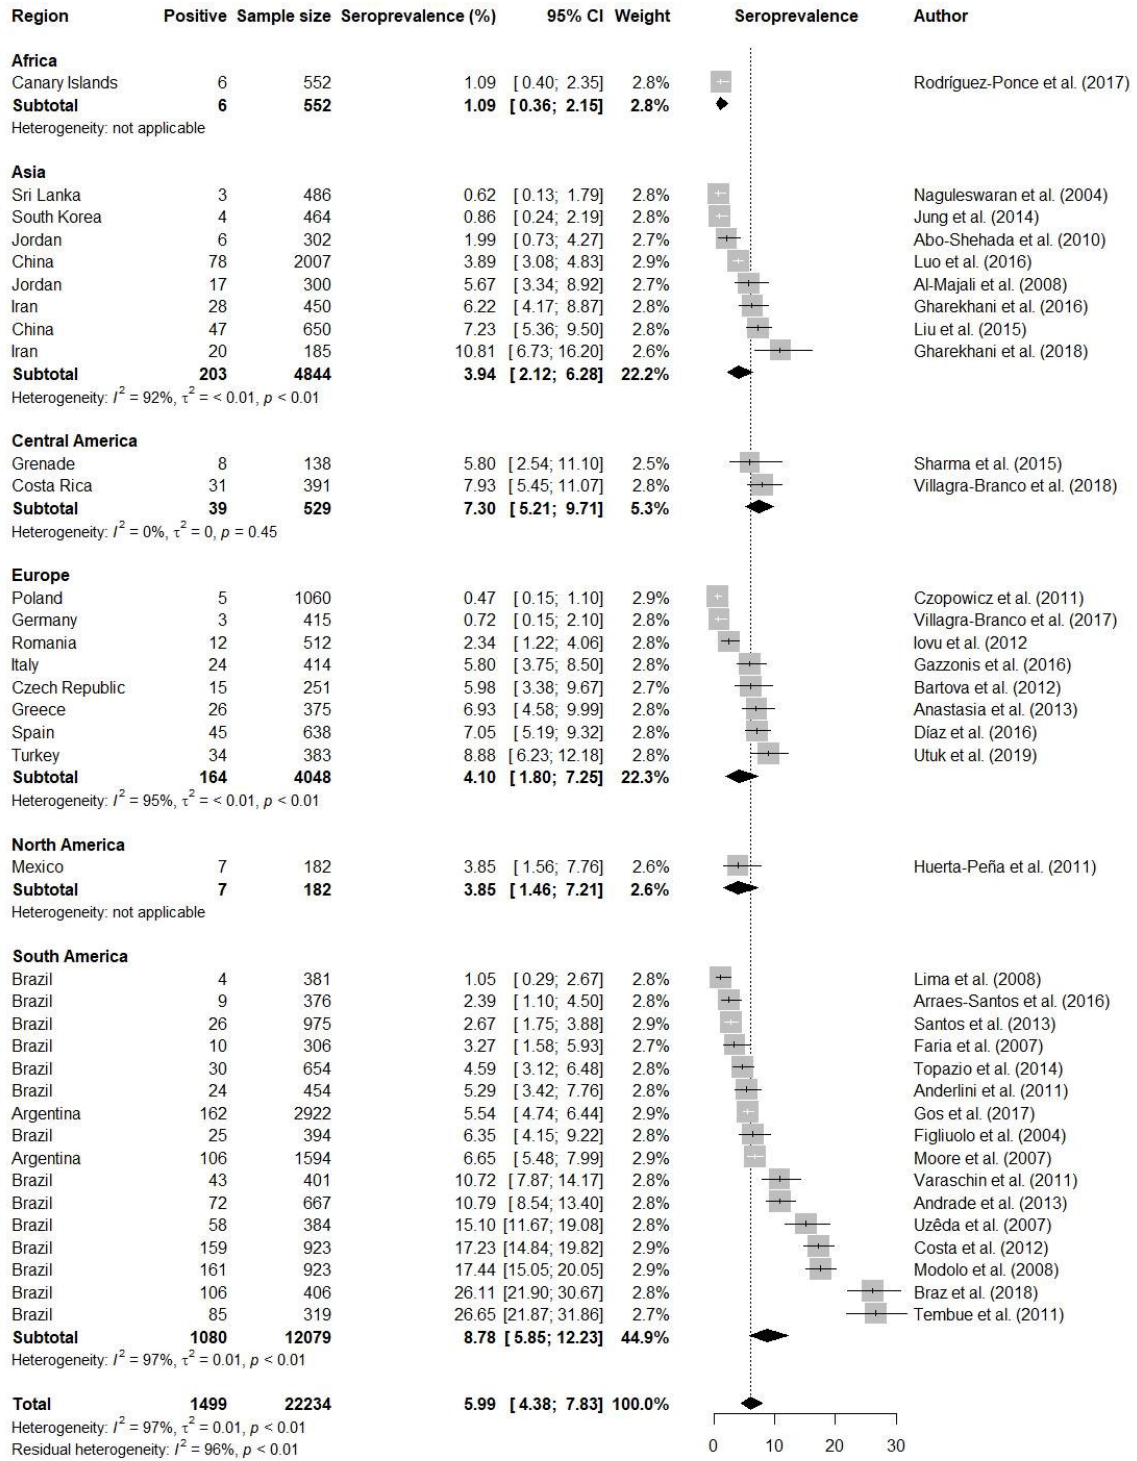 Region Positive Sample size Seroprevalence (%) 95% CI Weight Seroprevalence Author
Africa
Canary Islands 6 552 1.09 [ 0.40; 2.35] 2.8% Rodríguez-Ponce et al. (2017)
Subtotal 6 552 1.09 [ 0.36; 2.15] 2.8%
Heterogeneity: not applicable
Asia
Sri Lanka 3 486 0.62 [ 0.13; 1.79] 2.8% Naguleswaran et al. (2004)
South Korea 4 464 0.86 [ 0.24; 2.19] 2.8% Jung et al. (2014)
Jordan 6 302 1.99 [ 0.73; 4.27] 2.7% Abo-Shehada et al. (2010)
China 78 2007 3.89 [ 3.08; 4.83] 2.9% Luo et al. (2016)
Jordan 17 300 5.67 [ 3.34; 8.92] 2.7% Al-Majali et al. (2008)
Iran 28 450 6.22 [ 4.17; 8.87] 2.8% Gharekhani et al. (2016)
China 47 650 7.23 [ 5.36; 9.50] 2.8% Liu et al. (2015)
Iran 20 185 10.81 [ 6.73; 16.20] 2.6% Gharekhani et al. (2018)
Subtotal 203 4844 3.94 [ 2.12; 6.28] 22.2%
Heterogeneity: I² = 92%, τ² = < 0.01, p < 0.01
Central America
Grenade 8 138 5.80 [ 2.54; 11.10] 2.5% Sharma et al. (2015)
Costa Rica 31 391 7.93 [ 5.45; 11.07] 2.8% Villagra-Branco et al. (2018)
Subtotal 39 529 7.30 [ 5.21; 9.71] 5.3%
Heterogeneity: I² = 0%, τ² = 0, p = 0.45
Europe
Poland 5 1060 0.47 [ 0.15; 1.10] 2.9% Czopowicz et al. (2011)
Germany 3 415 0.72 [ 0.15; 2.10] 2.8% Villagra-Branco et al. (2017)
Romania 12 512 2.34 [ 1.22; 4.06] 2.8% Iovu et al. (2012
Italy 24 414 5.80 [ 3.75; 8.50] 2.8% Gazzonis et al. (2016)
Czech Republic 15 251 5.98 [ 3.38; 9.67] 2.7% Bartova et al. (2012)
Greece 26 375 6.93 [ 4.58; 9.99] 2.8% Anastasia et al. (2013)
Spain 45 638 7.05 [ 5.19; 9.32] 2.8% Díaz et al. (2016)
Turkey 34 383 8.88 [ 6.23; 12.18] 2.8% Utuk et al. (2019)
Subtotal 164 4048 4.10 [ 1.80; 7.25] 22.3%
Heterogeneity: I² = 95%, τ² = < 0.01, p < 0.01
North America
Mexico 7 182 3.85 [ 1.56; 7.76] 2.6% Huerta-Peña et al. (2011)
Subtotal 7 182 3.85 [ 1.46; 7.21] 2.6%
Heterogeneity: not applicable
South America
Brazil 4 381 1.05 [ 0.29; 2.67] 2.8% Lima et al. (2008)
Brazil 9 376 2.39 [ 1.10; 4.50] 2.8% Arraes-Santos et al. (2016)
Brazil 26 975 2.67 [ 1.75; 3.88] 2.9% Santos et al. (2013)
Brazil 10 306 3.27 [ 1.58; 5.93] 2.7% Faria et al. (2007)
Brazil 30 654 4.59 [ 3.12; 6.48] 2.8% Topazio et al. (2014)
Brazil 24 454 5.29 [ 3.42; 7.76] 2.8% Anderlini et al. (2011)
Argentina 162 2922 5.54 [ 4.74; 6.44] 2.9% Gos et al. (2017)
Brazil 25 394 6.35 [ 4.15; 9.22] 2.8% Figliuolo et al. (2004)
Argentina 106 1594 6.65 [ 5.48; 7.99] 2.9% Moore et al. (2007)
Brazil 43 401 10.72 [ 7.87; 14.17] 2.8% Varaschin et al. (2011)
Brazil 72 667 10.79 [ 8.54; 13.40] 2.8% Andrade et al. (2013)
Brazil 58 384 15.10 [11.67; 19.08] 2.8% Uzêda et al. (2007)
Brazil 159 923 17.23 [14.84; 19.82] 2.9% Costa et al. (2012)
Brazil 161 923 17.44 [15.05; 20.05] 2.9% Modolo et al. (2008)
Brazil 106 406 26.11 [21.90; 30.67] 2.8% Braz et al. (2018)
Brazil 85 319 26.65 [21.87; 31.86] 2.7% Tembue et al. (2011)
Subtotal 1080 12079 8.78 [ 5.85; 12.23] 44.9%
Heterogeneity: I² = 97%, τ² = 0.01, p < 0.01
Total 1499 22234 5.99 [ 4.38; 7.83] 100.0%
Heterogeneity: I² = 97%, τ² = 0.01, p < 0.01
Residual heterogeneity: I² = 96%, p < 0.01
0 10 20 30